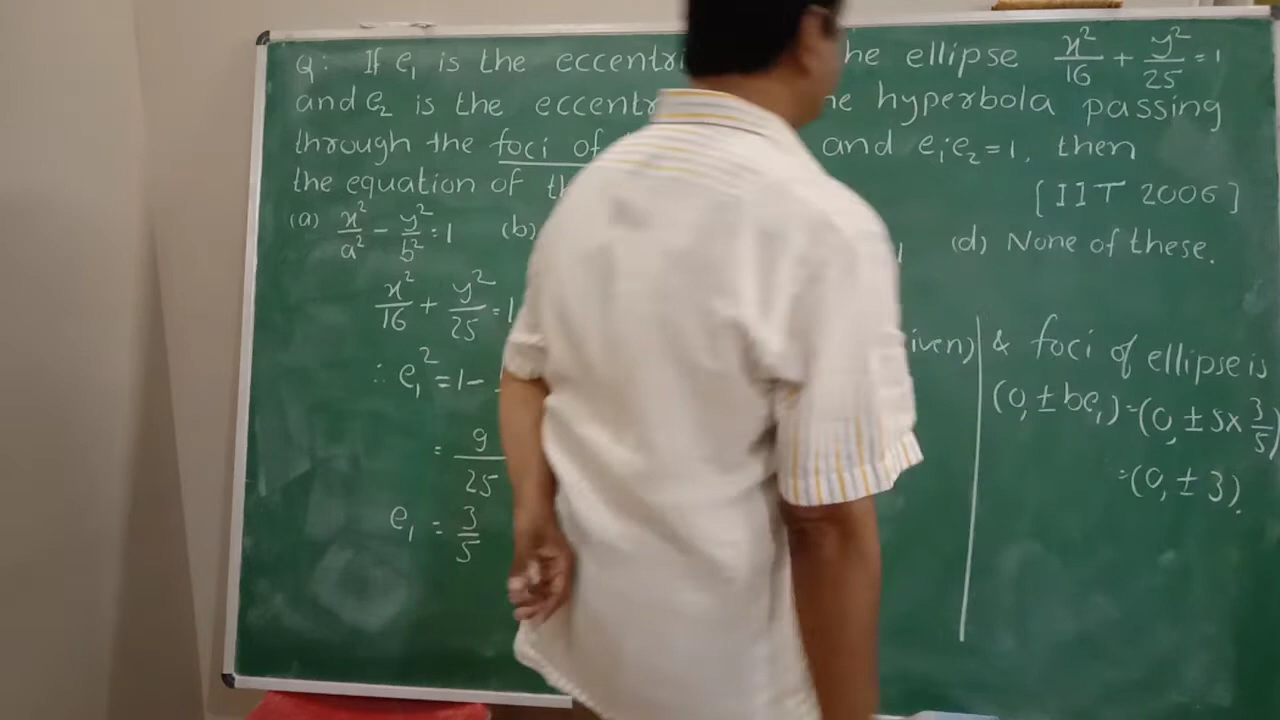 Q: If e₁ is the eccentri he ellipse x²/16 + y²/25 = 1
and e₂ is the eccent he hyperbola passing
through the foci of and e₁e₂=1, then
the equation of th
[IIT 2006]
(a) x²/a² - y²/b² = 1 (b) 1 (d) None of these.
x²/16 + y²/25 = 1
iven) & foci of ellipse is
∴ e₁² = 1-
(0, ± be₁) = (0, ± 5 × 3/5)
= 9/25
= (0, ± 3).
e₁ = 3/5